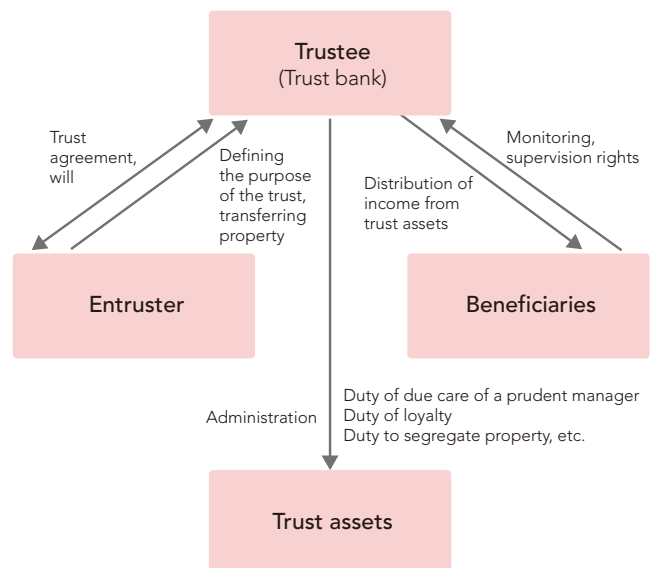 Trustee
(Trust bank)
Trust
agreement,
will
Defining
the purpose
of the trust,
transferring
property
Distribution of
income from
trust assets
Monitoring,
supervision rights
Entruster
Beneficiaries
Administration
Duty of due care of a prudent manager
Duty of loyalty
Duty to segregate property, etc.
Trust assets